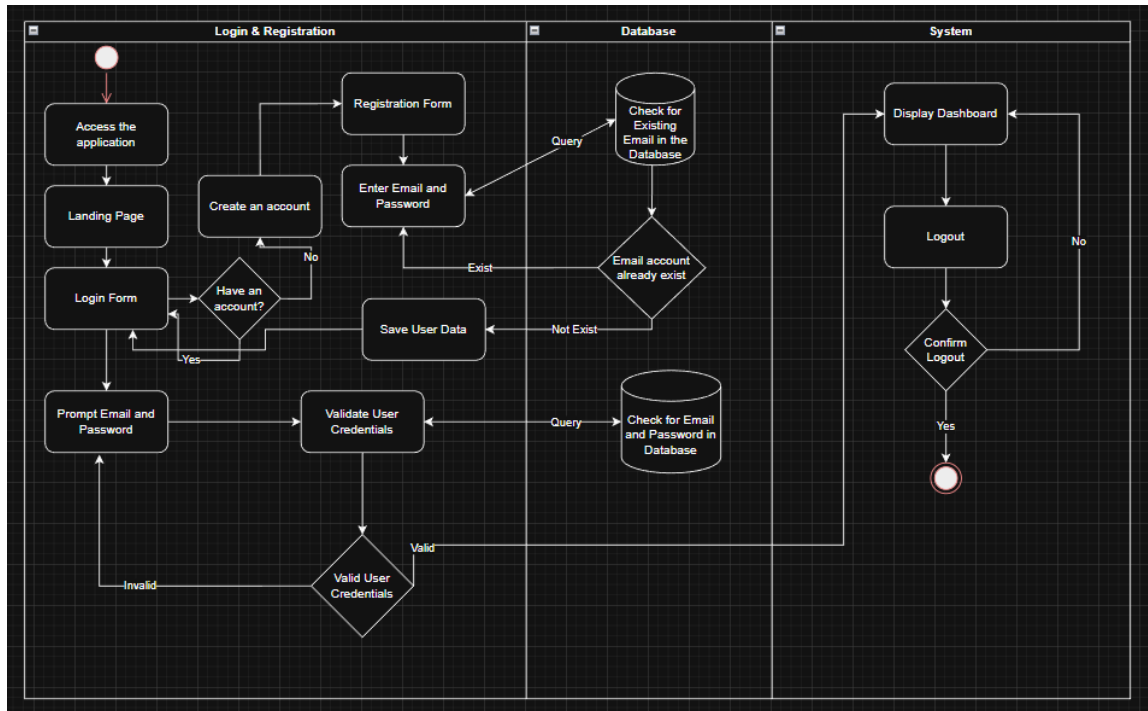 Login & Registration
Database
System
Access the
application
Landing Page
Login Form
Have an
account?
Yes
No
Create an account
Registration Form
Enter Email and
Password
Query
Check for
Existing
Email in the
Database
Email account
already exist
Exist
Not Exist
Save User Data
Prompt Email and
Password
Validate User
Credentials
Query
Check for Email
and Password in
Database
Valid User
Credentials
Invalid
Valid
Display Dashboard
Logout
Confirm
Logout
No
Yes